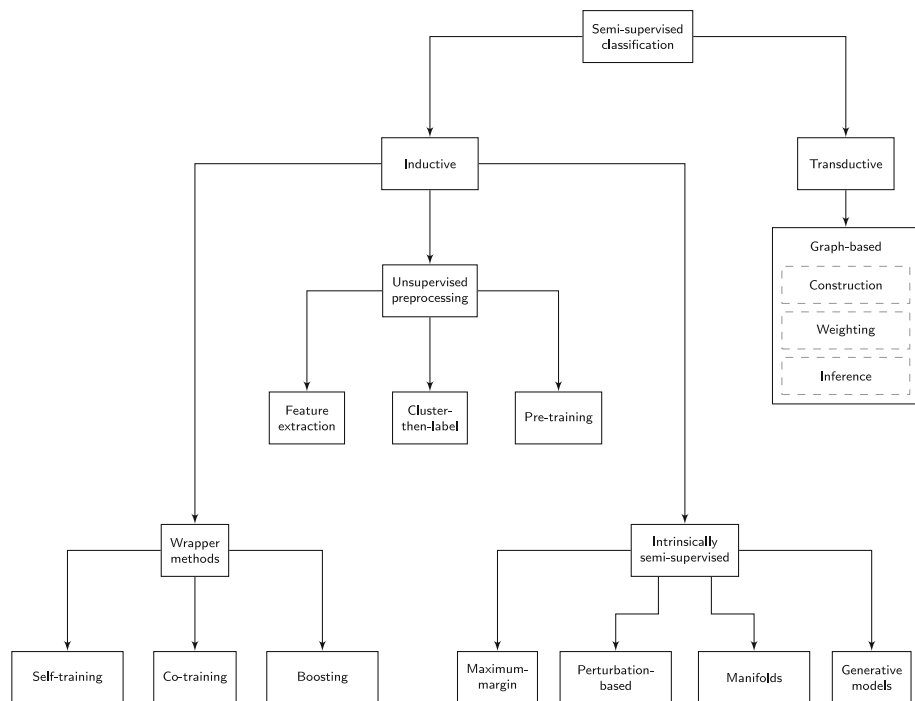 Semi-supervised
classification
Inductive
Transductive
Graph-based
Construction
Weighting
Inference
Unsupervised
preprocessing
Feature
extraction
Cluster-
then-label
Pre-training
Wrapper
methods
Intrinsically
semi-supervised
Self-training
Co-training
Boosting
Maximum-
margin
Perturbation-
based
Manifolds
Generative
models